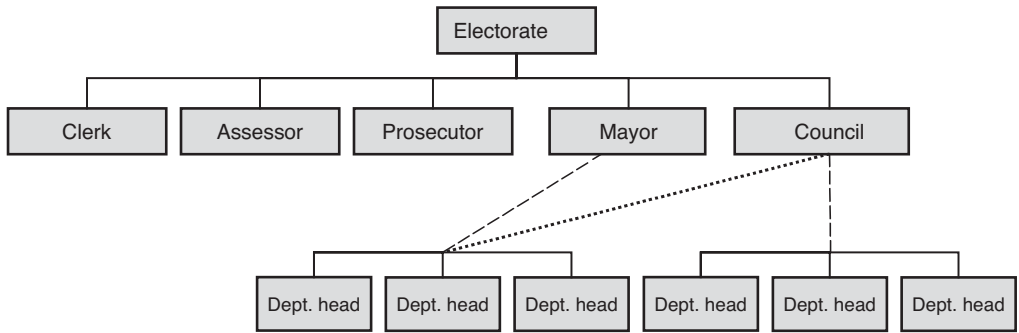 Electorate
Clerk
Assessor
Prosecutor
Mayor
Council
Dept. head
Dept. head
Dept. head
Dept. head
Dept. head
Dept. head